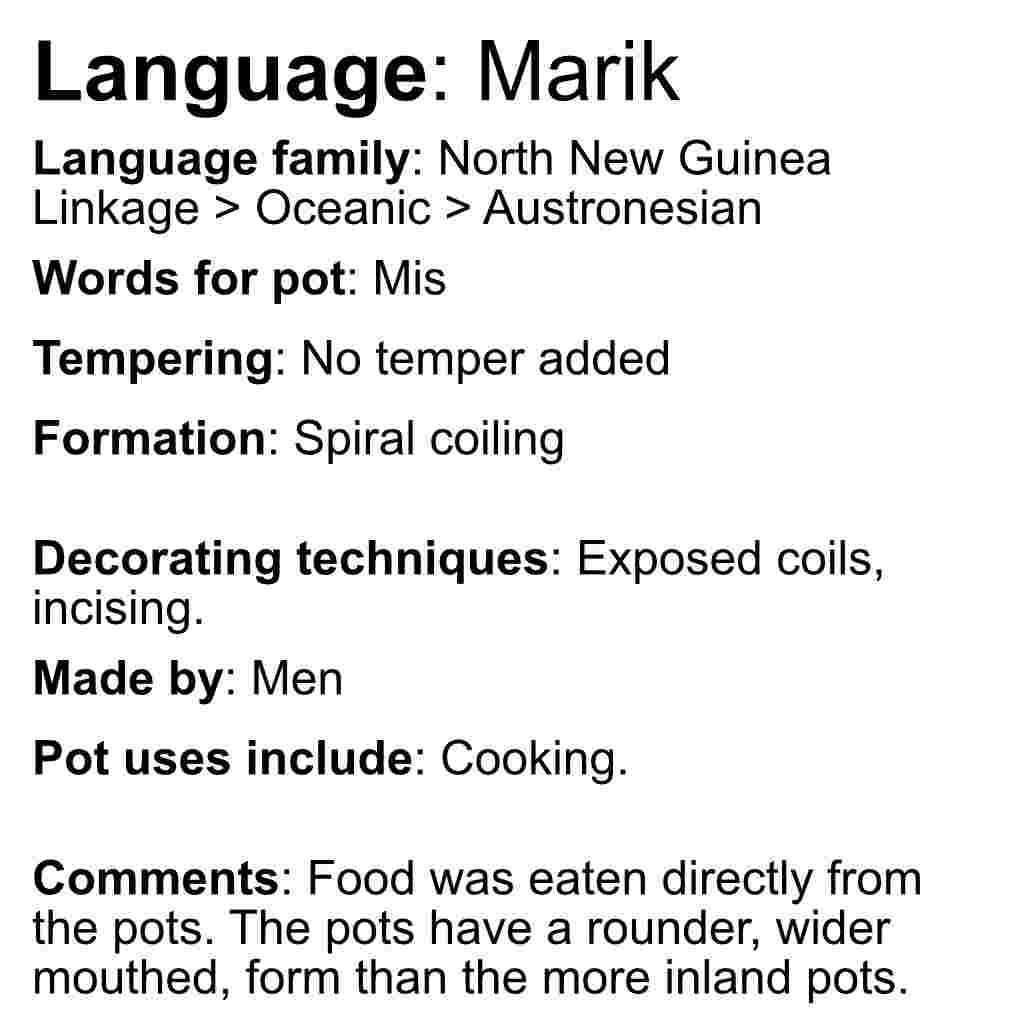 Language: Marik
Language family: North New Guinea
Linkage > Oceanic > Austronesian
Words for pot: Mis
Tempering: No temper added
Formation: Spiral coiling
Decorating techniques: Exposed coils,
incising.
Made by: Men
Pot uses include: Cooking.
Comments: Food was eaten directly from
the pots. The pots have a rounder, wider
mouthed, form than the more inland pots.